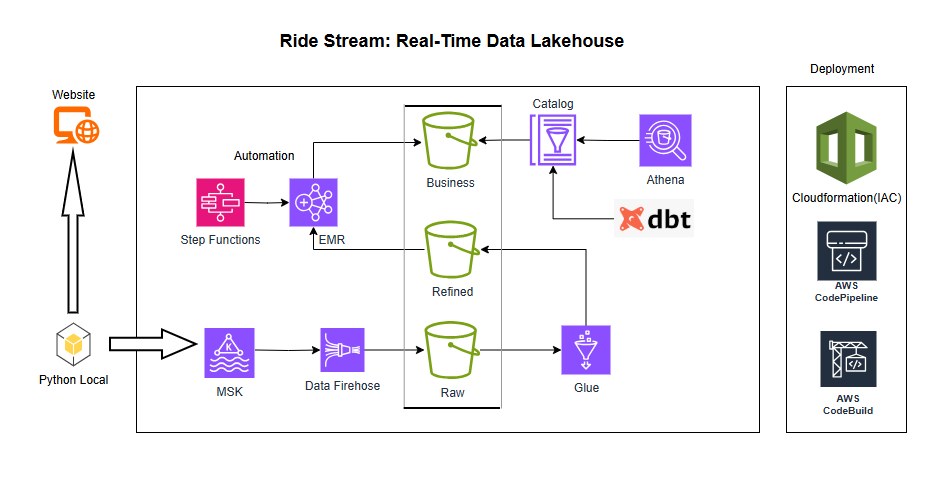 Ride Stream: Real-Time Data Lakehouse
Deployment
Website
Catalog
Automation
Business
Athena
Cloudformation(IAC)
dbt
Step Functions
EMR
Refined
AWS
CodePipeline
K
Python Local
MSK
Data Firehose
Raw
Glue
AWS
CodeBuild